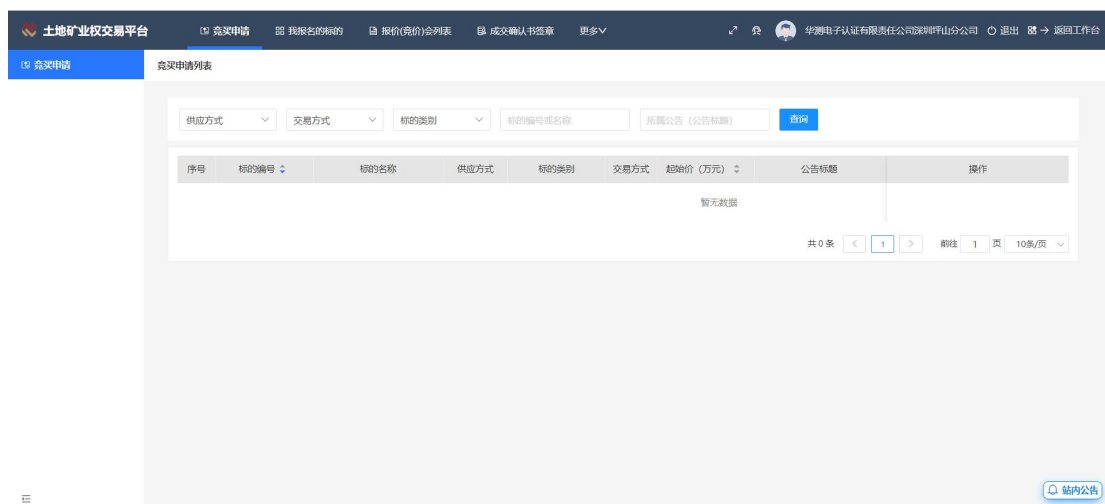 土地矿业权交易平台 竞买申请 我报名的标的 报价(竞价)会列表 成交确认书签章 更多 华测电子认证有限责任公司深圳坪山分公司 退出 返回工作台
竞买申请 竞买申请列表
供应方式 交易方式 标的类别 标的编号或名称 所属公告（公告标题） 查询
序号 标的编号 标的名称 供应方式 标的类别 交易方式 起始价（万元） 公告标题 操作
暂无数据
共 0 条 1 前往 1 页 10条/页
站内公告